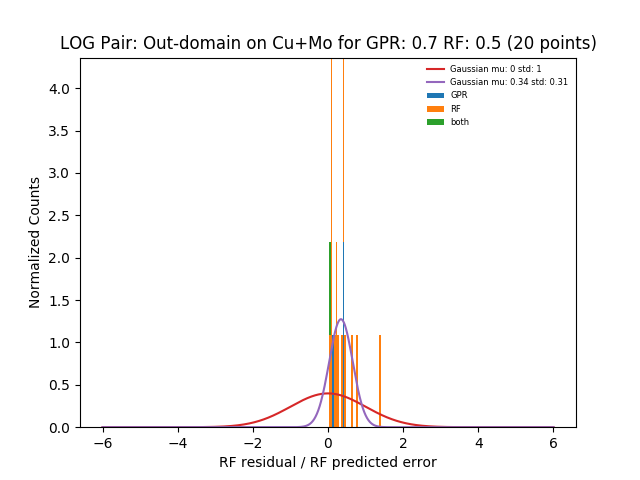 LOG Pair: Out-domain on Cu+Mo for GPR: 0.7 RF: 0.5 (20 points)
Gaussian mu: 0 std: 1
Gaussian mu: 0.34 std: 0.31
GPR
RF
both
Normalized Counts
4.0
3.5
3.0
2.5
2.0
1.5
1.0
0.5
0.0
−6 −4 −2 0 2 4 6
RF residual / RF predicted error